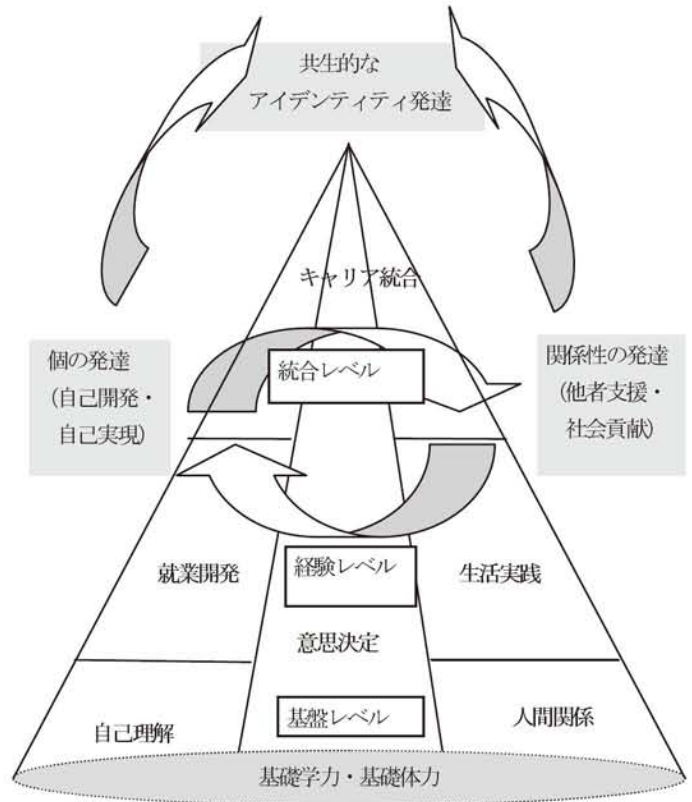 共生的な
アイデンティティ発達
キャリア統合
個の発達
(自己開発・
自己実現)
統合レベル
関係性の発達
(他者支援・
社会貢献)
就業開発
経験レベル
生活実践
意思決定
自己理解
基盤レベル
人間関係
基礎学力・基礎体力